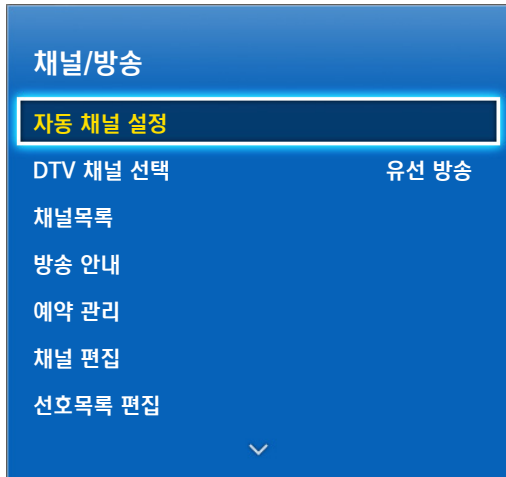 채널/방송
자동 채널 설정
DTV 채널 선택 유선 방송
채널목록
방송 안내
예약 관리
채널 편집
선호목록 편집